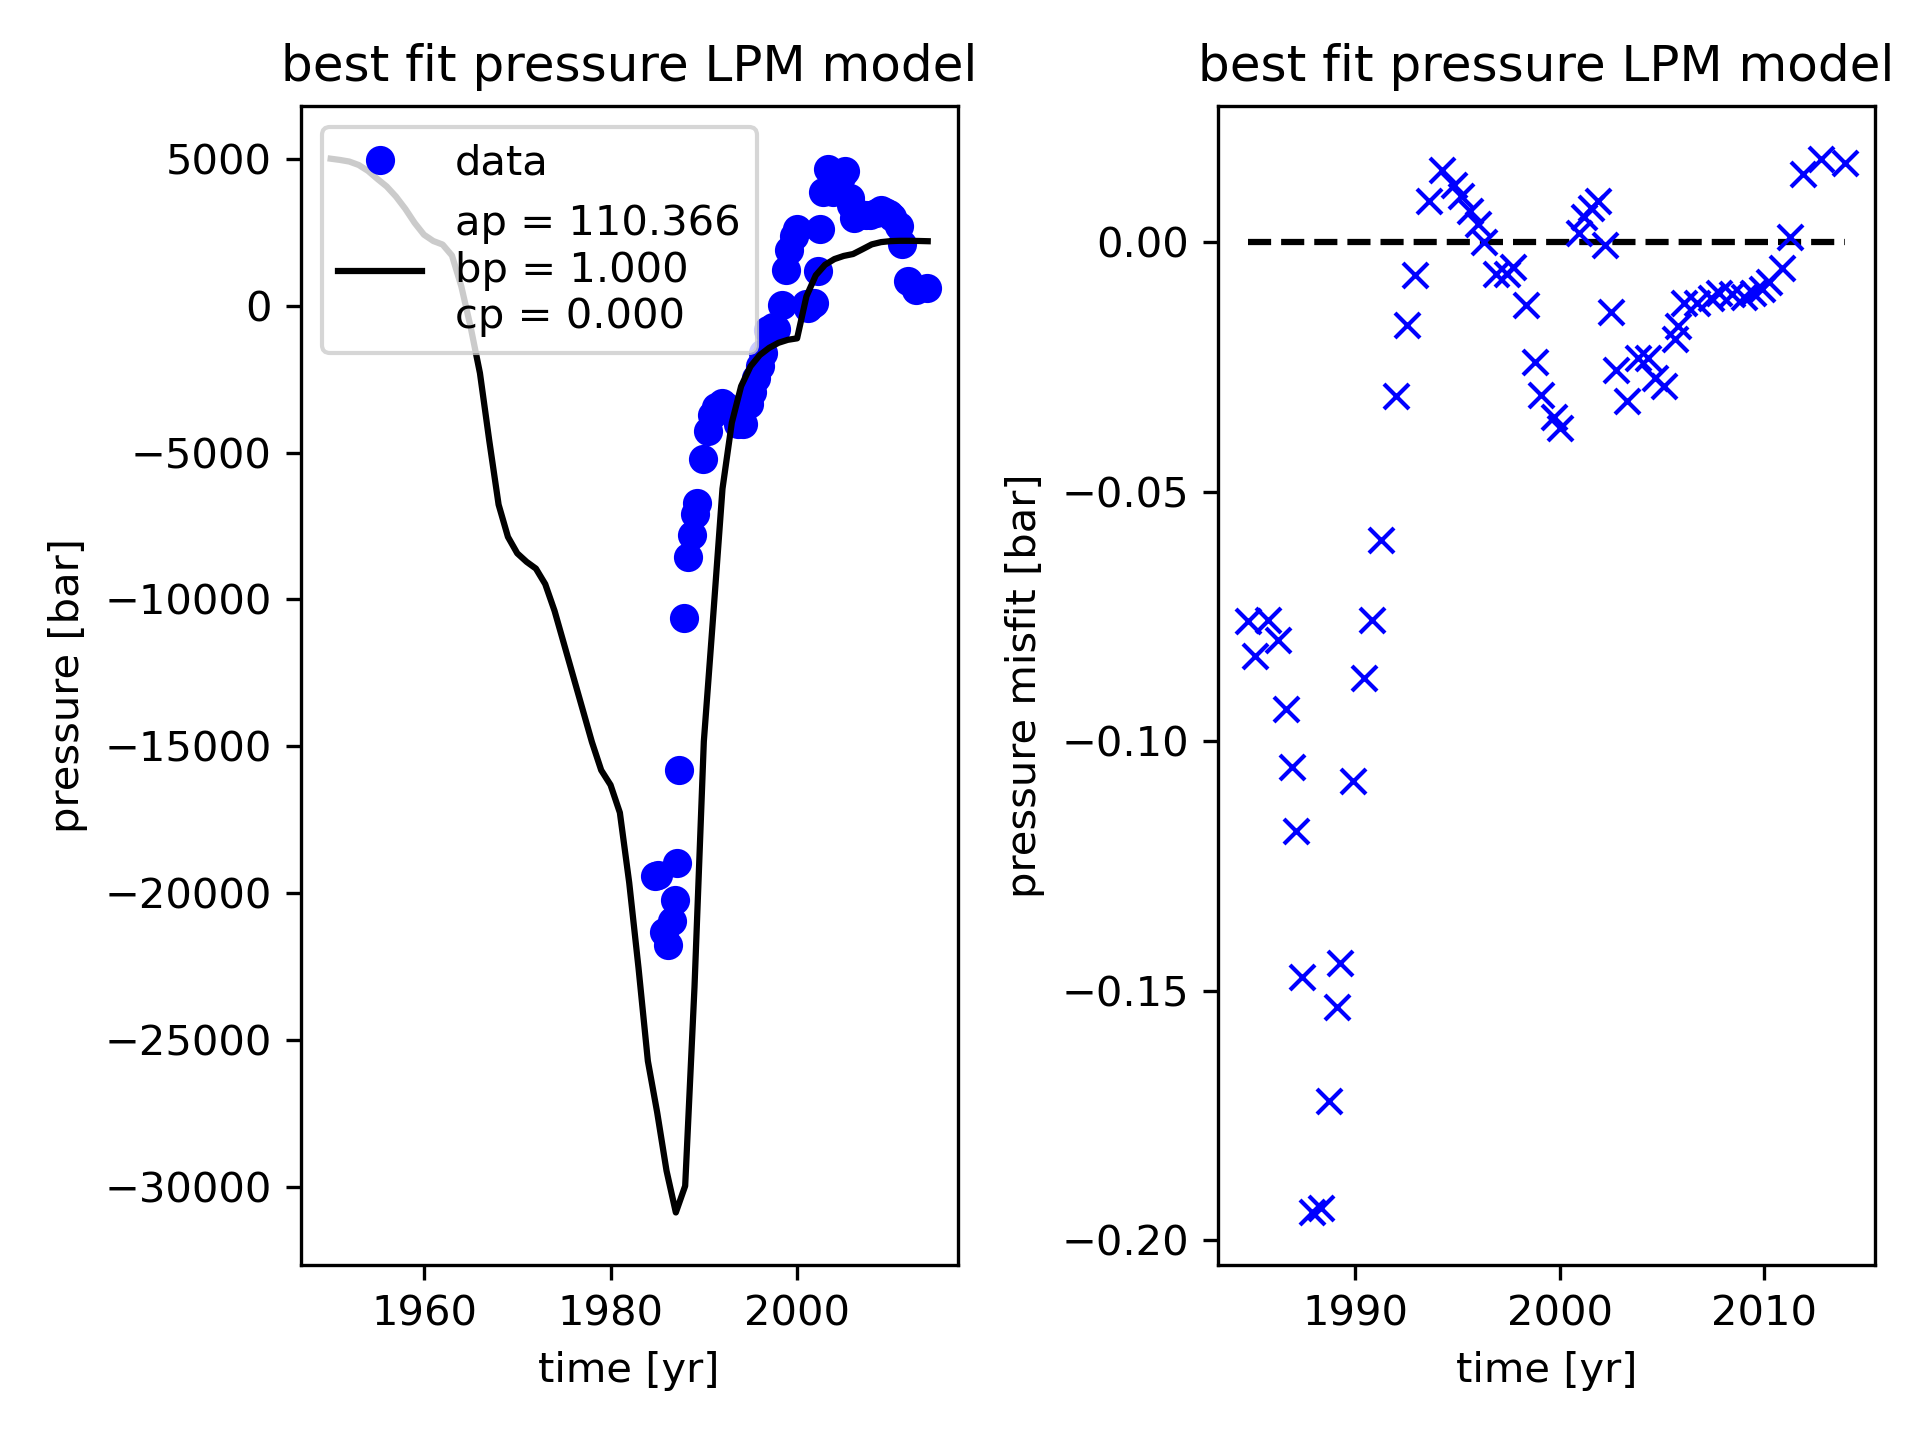 best fit pressure LPM model
pressure [bar]
5000
0
−5000
−10000
−15000
−20000
−25000
−30000
data
ap = 110.366
bp = 1.000
cp = 0.000
1960 1980 2000
time [yr]
best fit pressure LPM model
pressure misfit [bar]
0.00
−0.05
−0.10
−0.15
−0.20
1990 2000 2010
time [yr]